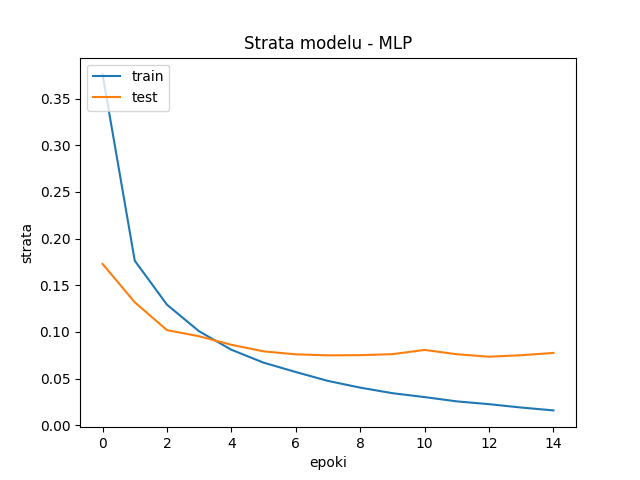 Strata modelu - MLP
train
test
strata
0.35
0.30
0.25
0.20
0.15
0.10
0.05
0.00
0 2 4 6 8 10 12 14
epoki